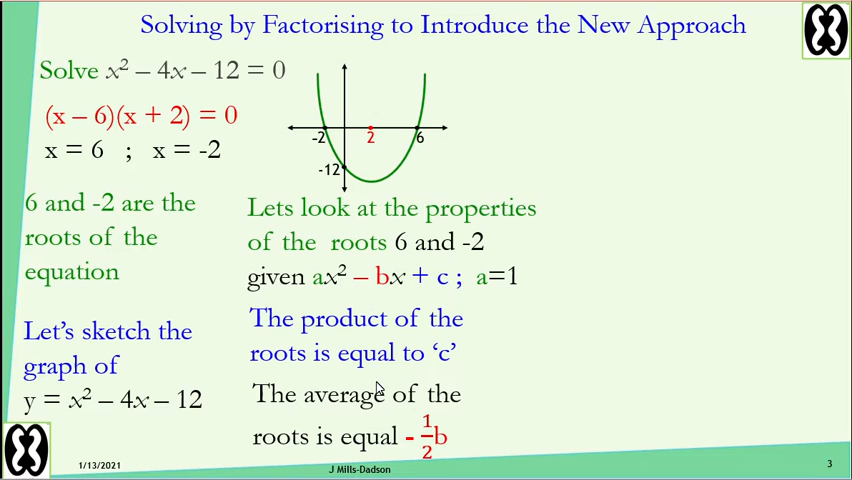 Solving by Factorising to Introduce the New Approach
Solve x² – 4x – 12 = 0
(x – 6)(x + 2) = 0
x = 6 ; x = -2
-2
2
6
-12
6 and -2 are the
roots of the
equation
Let's sketch the
graph of
y = x² – 4x – 12
Lets look at the properties
of the roots 6 and -2
given ax² – bx + c ; a=1
The product of the
roots is equal to ‘c’
The average of the
roots is equal - ½b
1/13/2021
J Mills-Dadson
3